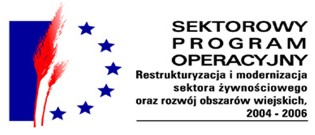 SEKTOROWY
PROGRAM
OPERACYJNY
Restrukturyzacja i modernizacja
sektora żywnościowego
oraz rozwój obszarów wiejskich,
2004 - 2006